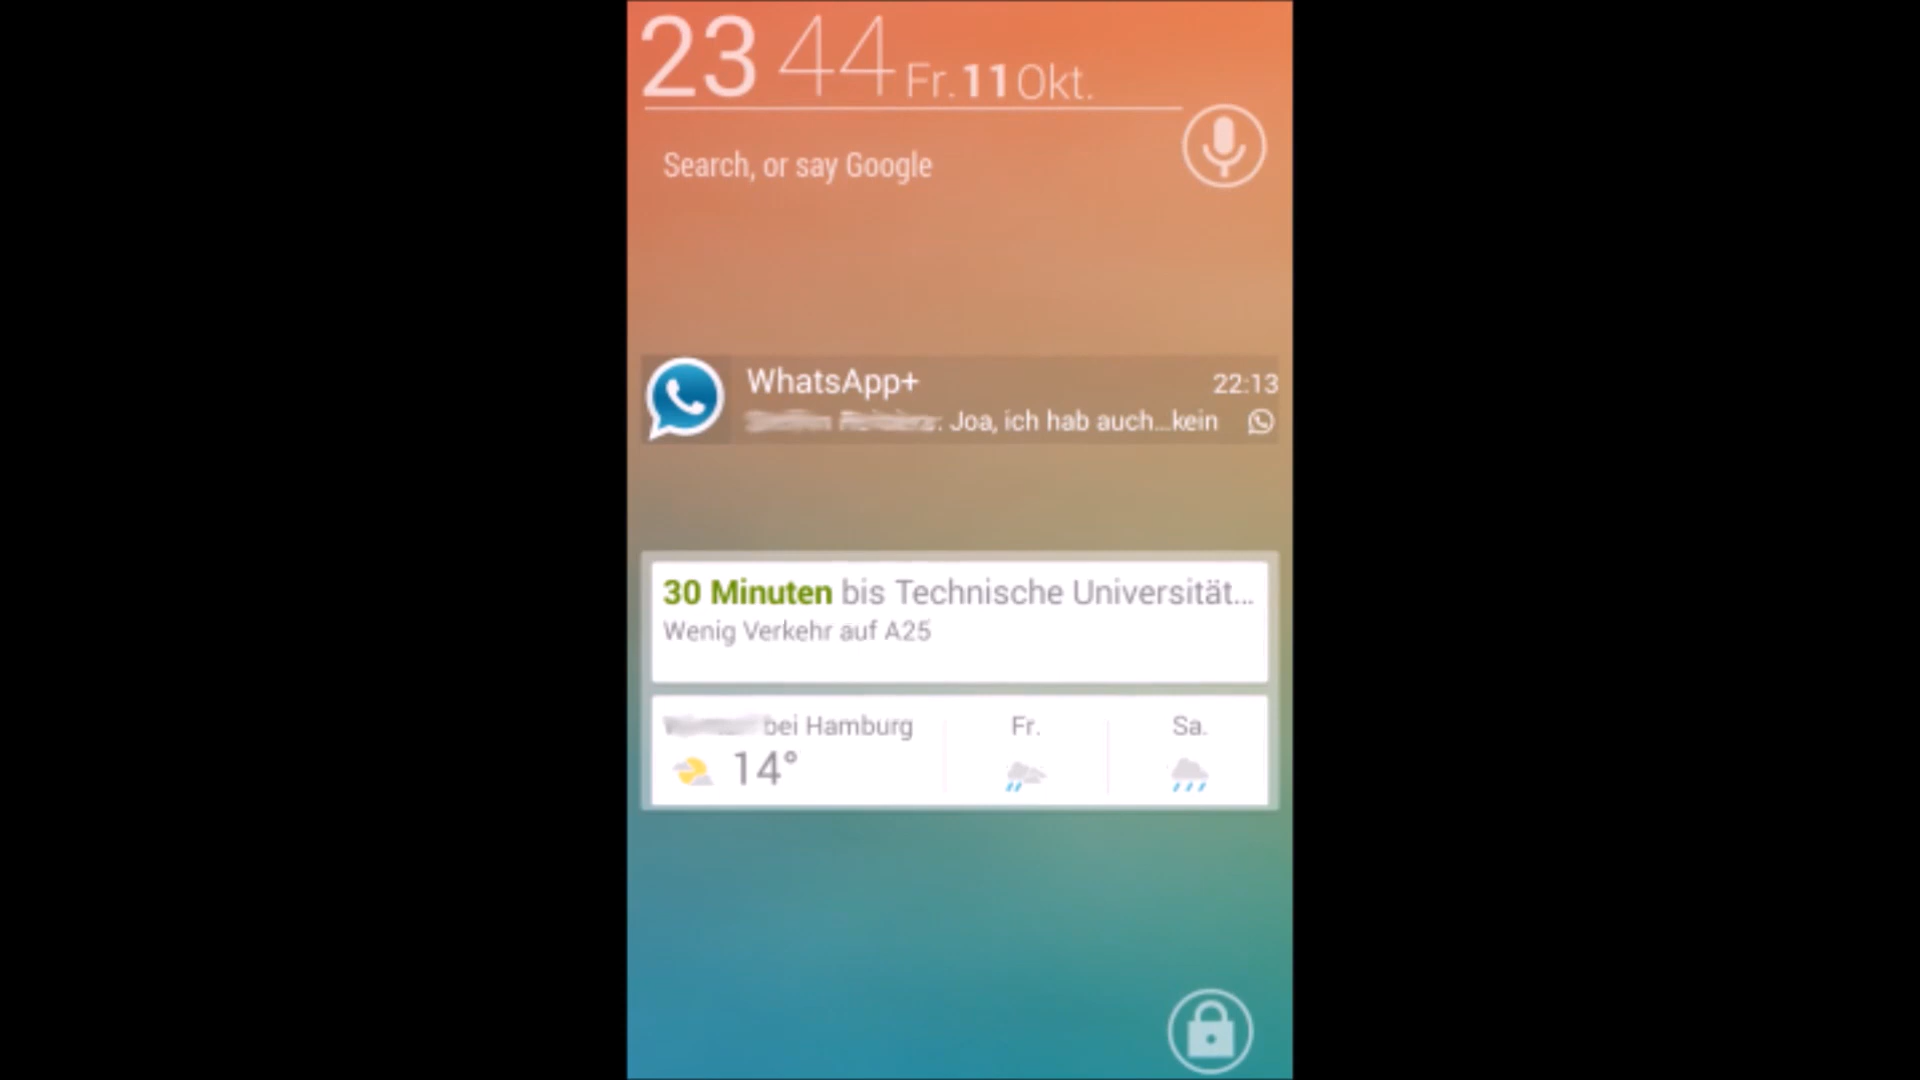 23 44 Fr. 11 Okt.
Search, or say Google
WhatsApp+ 22:13
: Joa, ich hab auch...kein
30 Minuten bis Technische Universität...
Wenig Verkehr auf A25
bei Hamburg Fr. Sa.
14°